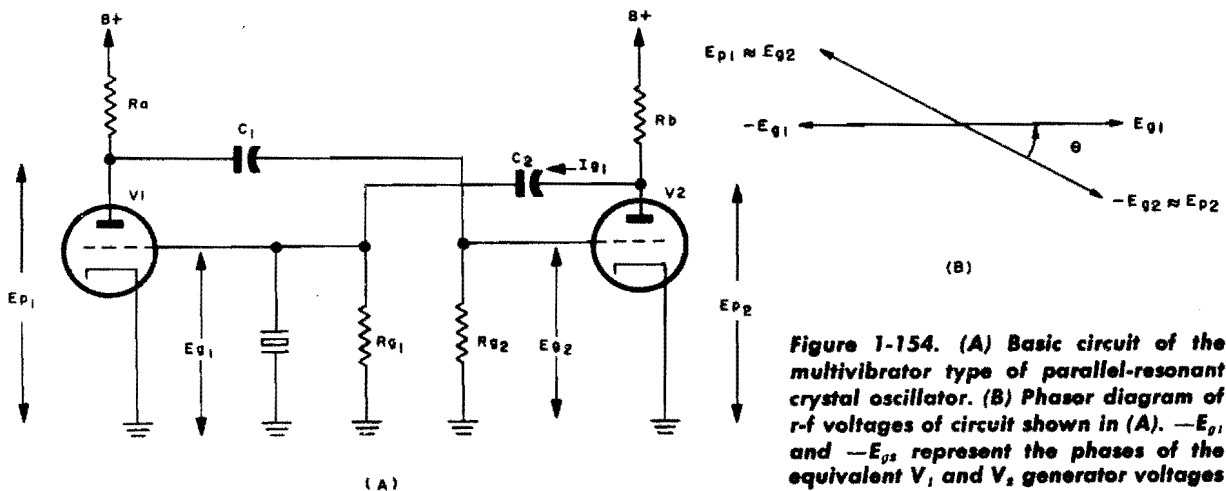 B+
B+
Ra
Rb
C1
C2
Ig1
V1
V2
Ep1
Eg1
Rg1
Rg2
Eg2
Ep2
(A)
Ep1 ≈ Eg2
-Eg1
Eg1
θ
-Eg2 ≈ Ep2
(B)
Figure 1-154. (A) Basic circuit of the
multivibrator type of parallel-resonant
crystal oscillator. (B) Phasor diagram of
r-f voltages of circuit shown in (A). —Eg1
and —Eg2 represent the phases of the
equivalent V1 and V2 generator voltages